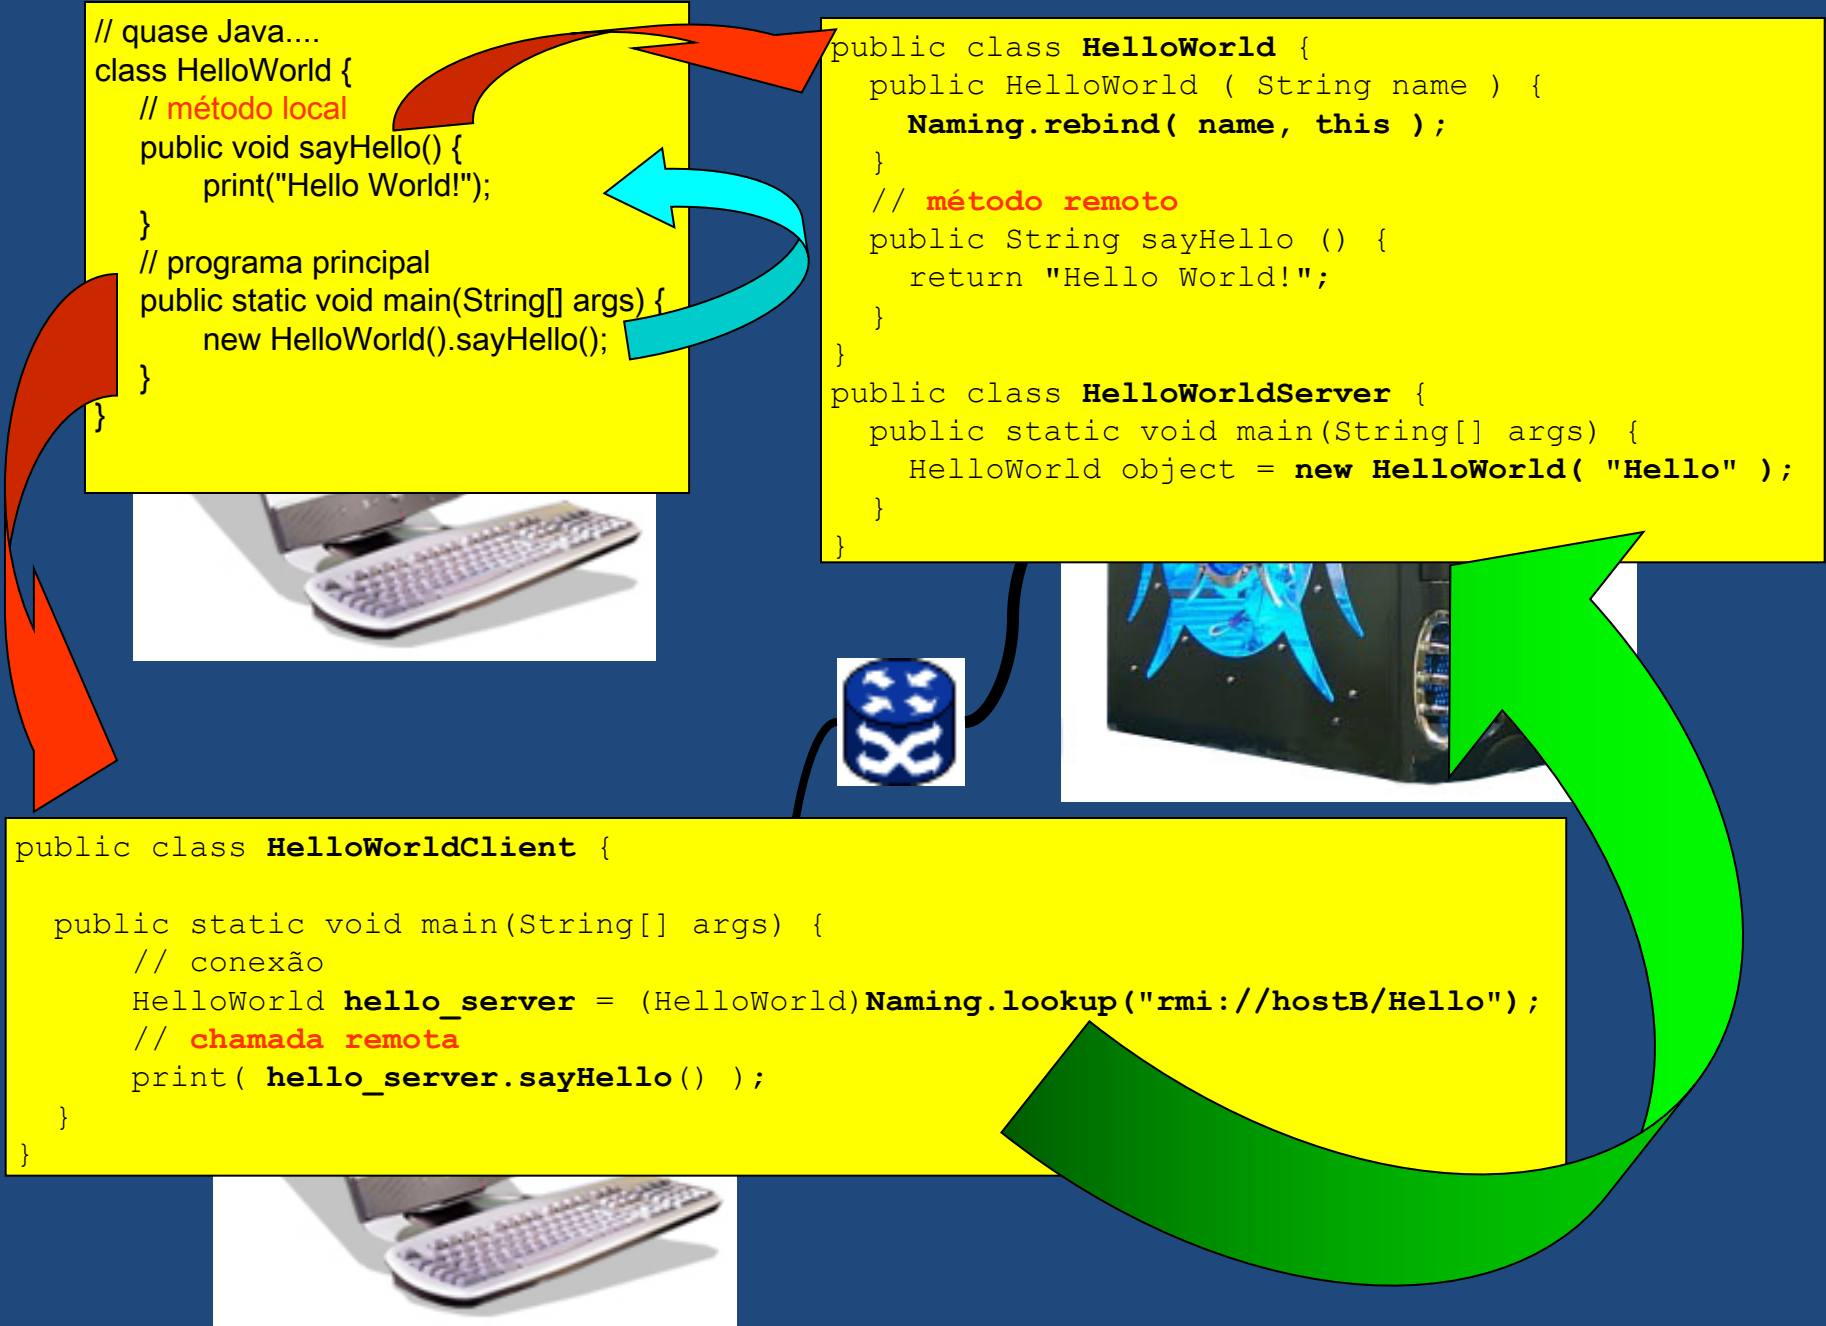 // quase Java....
class HelloWorld {
// método local
public void sayHello() {
print("Hello World!");
}
// programa principal
public static void main(String[] args) {
new HelloWorld().sayHello();
}
}
public class HelloWorld {
public HelloWorld ( String name ) {
Naming.rebind( name, this );
}
// método remoto
public String sayHello () {
return "Hello World!";
}
}
public class HelloWorldServer {
public static void main(String[] args) {
HelloWorld object = new HelloWorld( "Hello" );
}
}
public class HelloWorldClient {
public static void main(String[] args) {
// conexão
HelloWorld hello_server = (HelloWorld)Naming.lookup("rmi://hostB/Hello");
// chamada remota
print( hello_server.sayHello() );
}
}